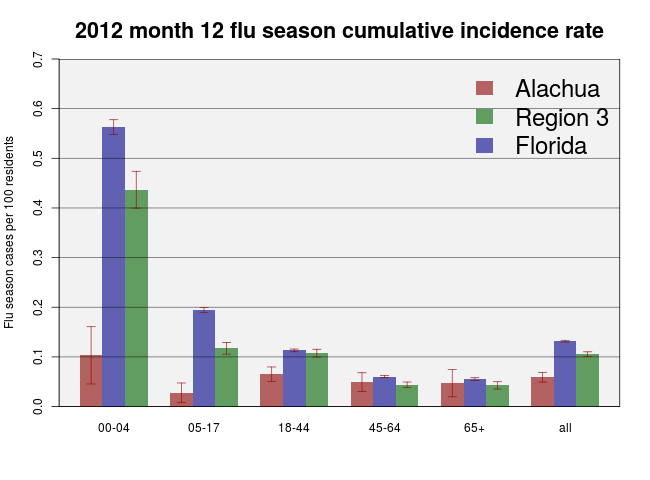 2012 month 12 flu season cumulative incidence rate
Flu season cases per 100 residents
0.7
0.6
0.5
0.4
0.3
0.2
0.1
0.0
Alachua
Region 3
Florida
00-04
05-17
18-44
45-64
65+
all